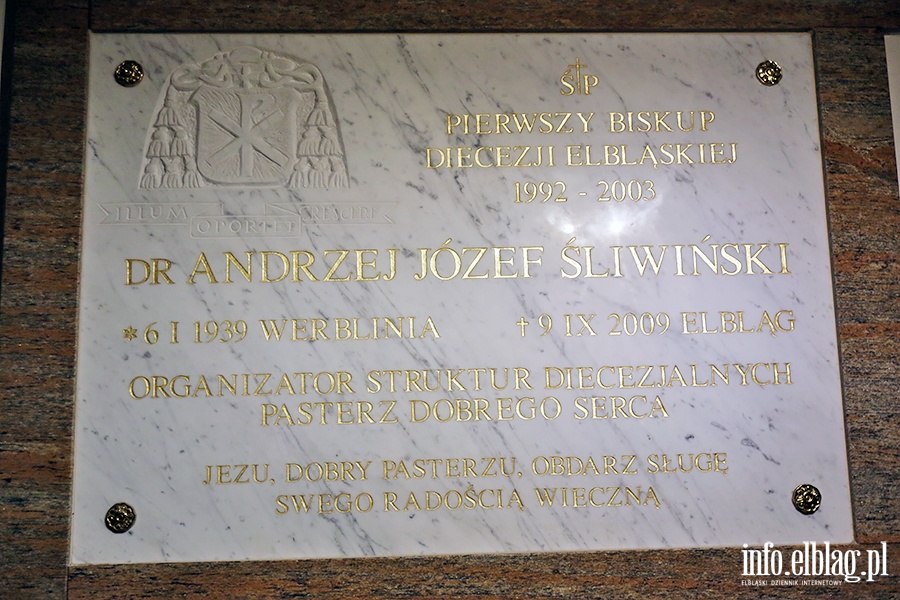 Ś†P
PIERWSZY BISKUP
DIECEZJI ELBLĄSKIEJ
1992 - 2003
ILLUM OPORTET CRESCERE
DR ANDRZEJ JÓZEF ŚLIWIŃSKI
*6 I 1939 WERBLINIA †9 IX 2009 ELBLĄG
ORGANIZATOR STRUKTUR DIECEZJALNYCH
PASTERZ DOBREGO SERCA
JEZU, DOBRY PASTERZU, OBDARZ SŁUGĘ
SWEGO RADOŚCIĄ WIECZNĄ
info.elblag.pl
ELBLĄSKI DZIENNIK INTERNETOWY